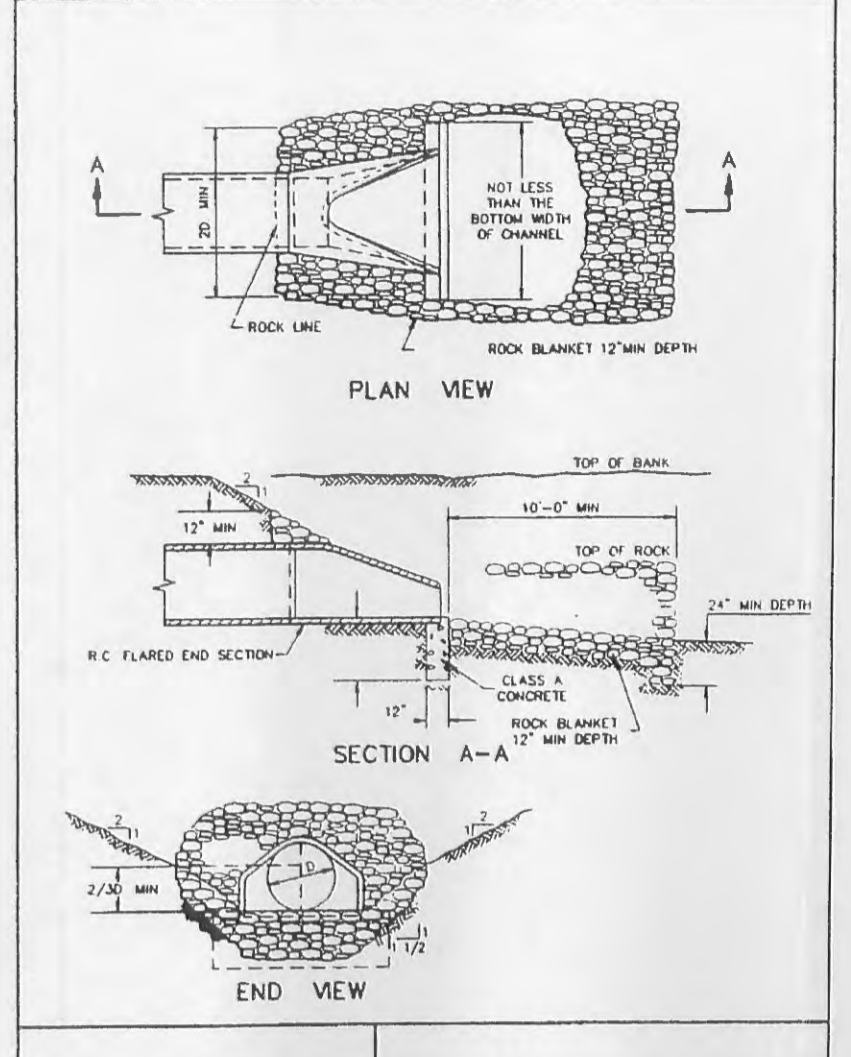 A
A
2D MIN
NOT LESS
THAN THE
BOTTOM WIDTH
OF CHANNEL
ROCK LINE
ROCK BLANKET 12"MIN DEPTH
PLAN VIEW
TOP OF BANK
2
1
10'-0" MIN
12" MIN
TOP OF ROCK
24" MIN DEPTH
R.C FLARED END SECTION
CLASS A
CONCRETE
12"
ROCK BLANKET
12" MIN DEPTH
SECTION A-A
2
1
2
1
D
2/3D MIN
1
1 1/2
END VIEW